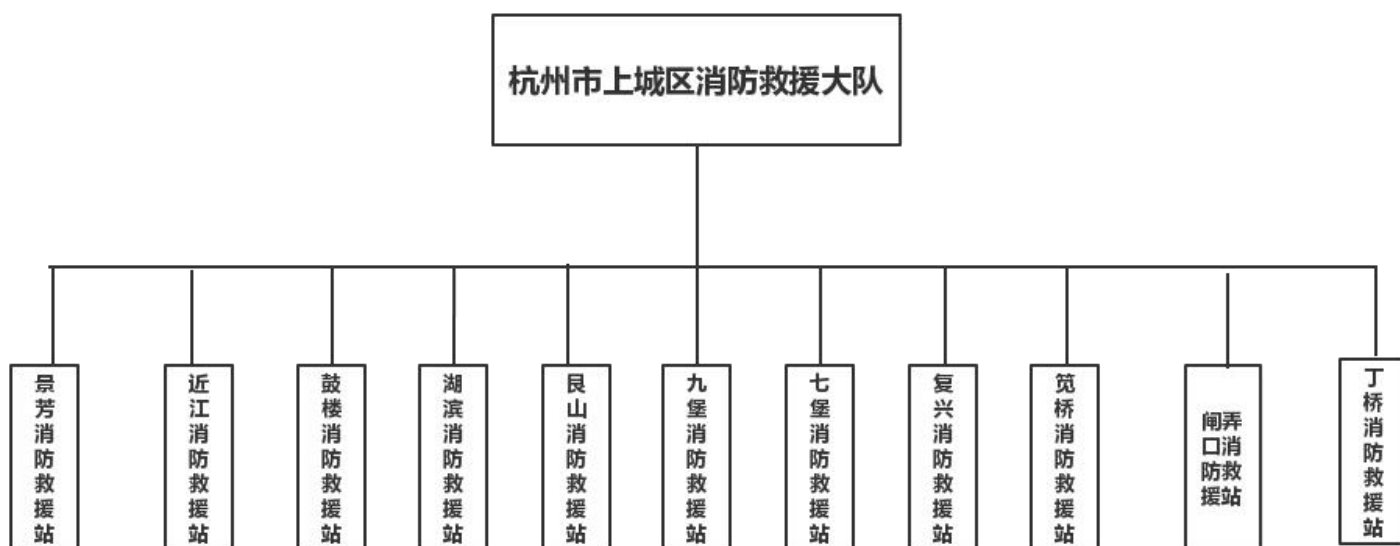 杭州市上城区消防救援大队
景芳消防救援站
近江消防救援站
鼓楼消防救援站
湖滨消防救援站
艮山消防救援站
九堡消防救援站
七堡消防救援站
复兴消防救援站
笕桥消防救援站
闸弄
口消
防救
援站
丁桥消防救援站